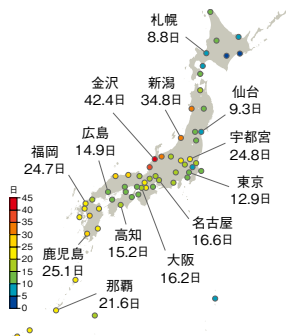 札幌
8.8日
金沢
42.4日
新潟
34.8日
仙台
9.3日
広島
14.9日
宇都宮
24.8日
福岡
24.7日
東京
12.9日
名古屋
16.6日
高知
15.2日
大阪
16.2日
鹿児島
25.1日
那覇
21.6日
日
45
40
35
30
25
20
15
10
5
0